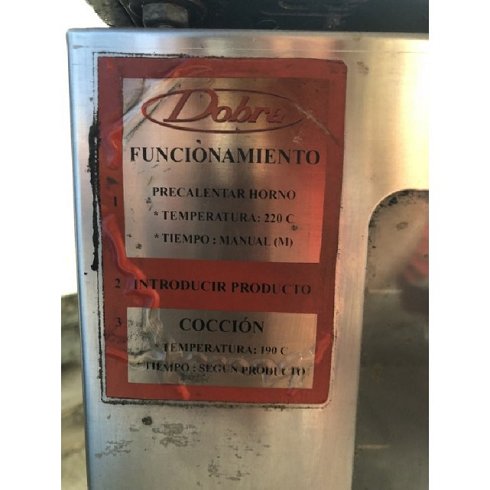 Dobra
FUNCIONAMIENTO
1 PRECALENTAR HORNO
* TEMPERATURA: 220 C
* TIEMPO : MANUAL (M)
2 INTRODUCIR PRODUCTO
3 COCCIÓN
* TEMPERATURA: 190 C
* TIEMPO : SEGUN PRODUCTO